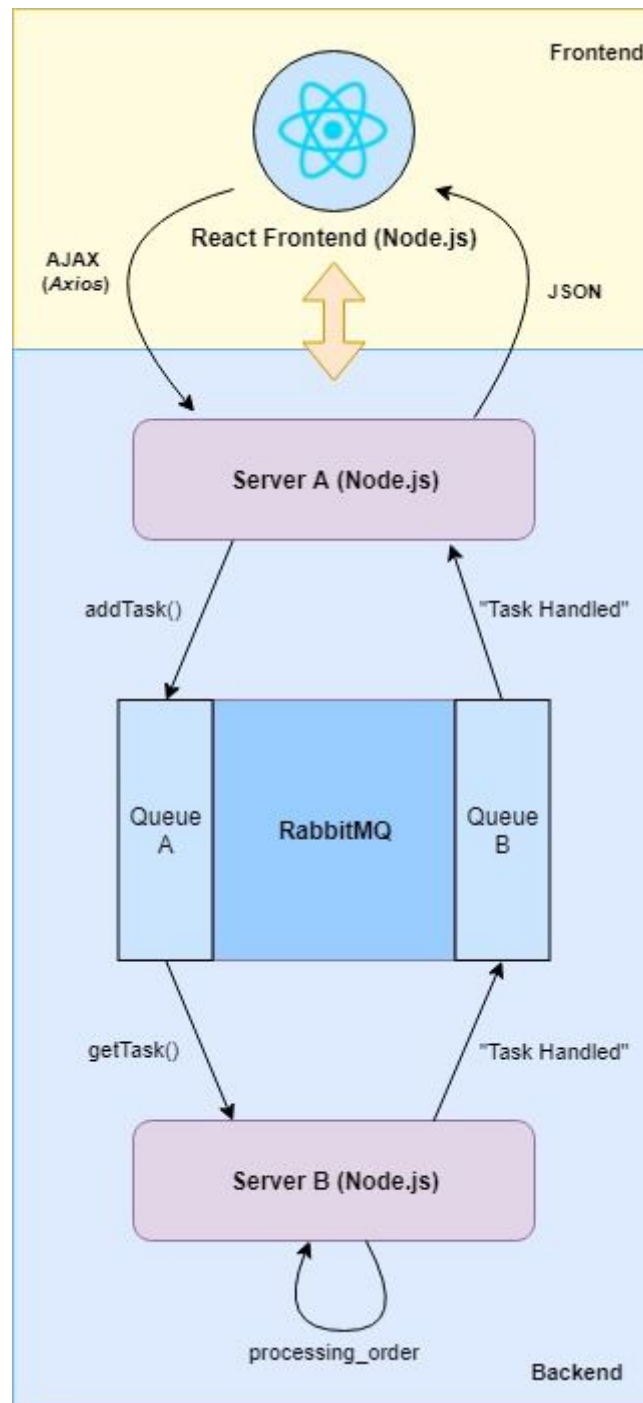 Frontend
React Frontend (Node.js)
AJAX
(Axios)
JSON
Server A (Node.js)
addTask()
"Task Handled"
Queue
A
RabbitMQ
Queue
B
getTask()
"Task Handled"
Server B (Node.js)
processing_order
Backend